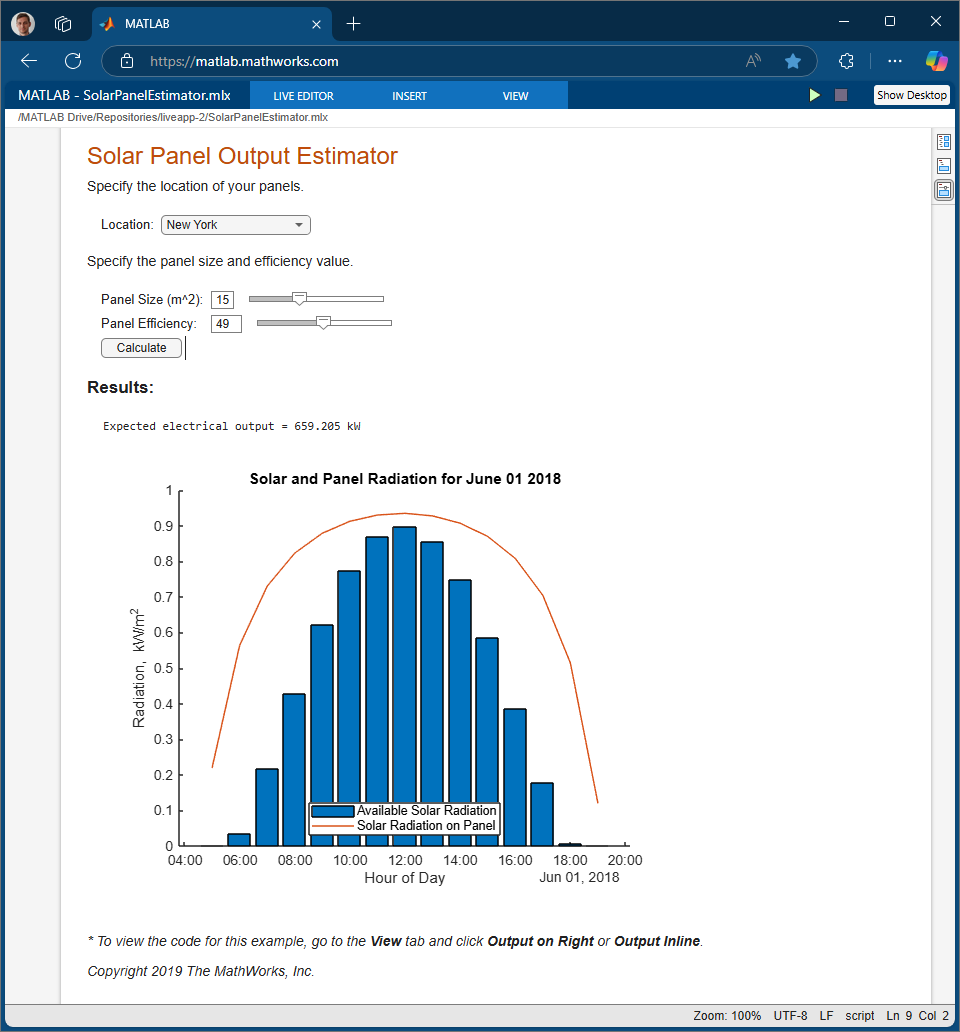 MATLAB
https://matlab.mathworks.com
MATLAB - SolarPanelEstimator.mlx LIVE EDITOR INSERT VIEW Show Desktop
/MATLAB Drive/Repositories/liveapp-2/SolarPanelEstimator.mlx
Solar Panel Output Estimator
Specify the location of your panels.
Location: New York
Specify the panel size and efficiency value.
Panel Size (m^2): 15
Panel Efficiency: 49
Calculate
Results:
Expected electrical output = 659.205 kW
Solar and Panel Radiation for June 01 2018
1
0.9
0.8
0.7
0.6
0.5
0.4
0.3
0.2
0.1
0
Radiation, kW/m²
Available Solar Radiation
Solar Radiation on Panel
04:00 06:00 08:00 10:00 12:00 14:00 16:00 18:00 20:00
Hour of Day Jun 01, 2018
* To view the code for this example, go to the View tab and click Output on Right or Output Inline.
Copyright 2019 The MathWorks, Inc.
Zoom: 100% UTF-8 LF script Ln 9 Col 2